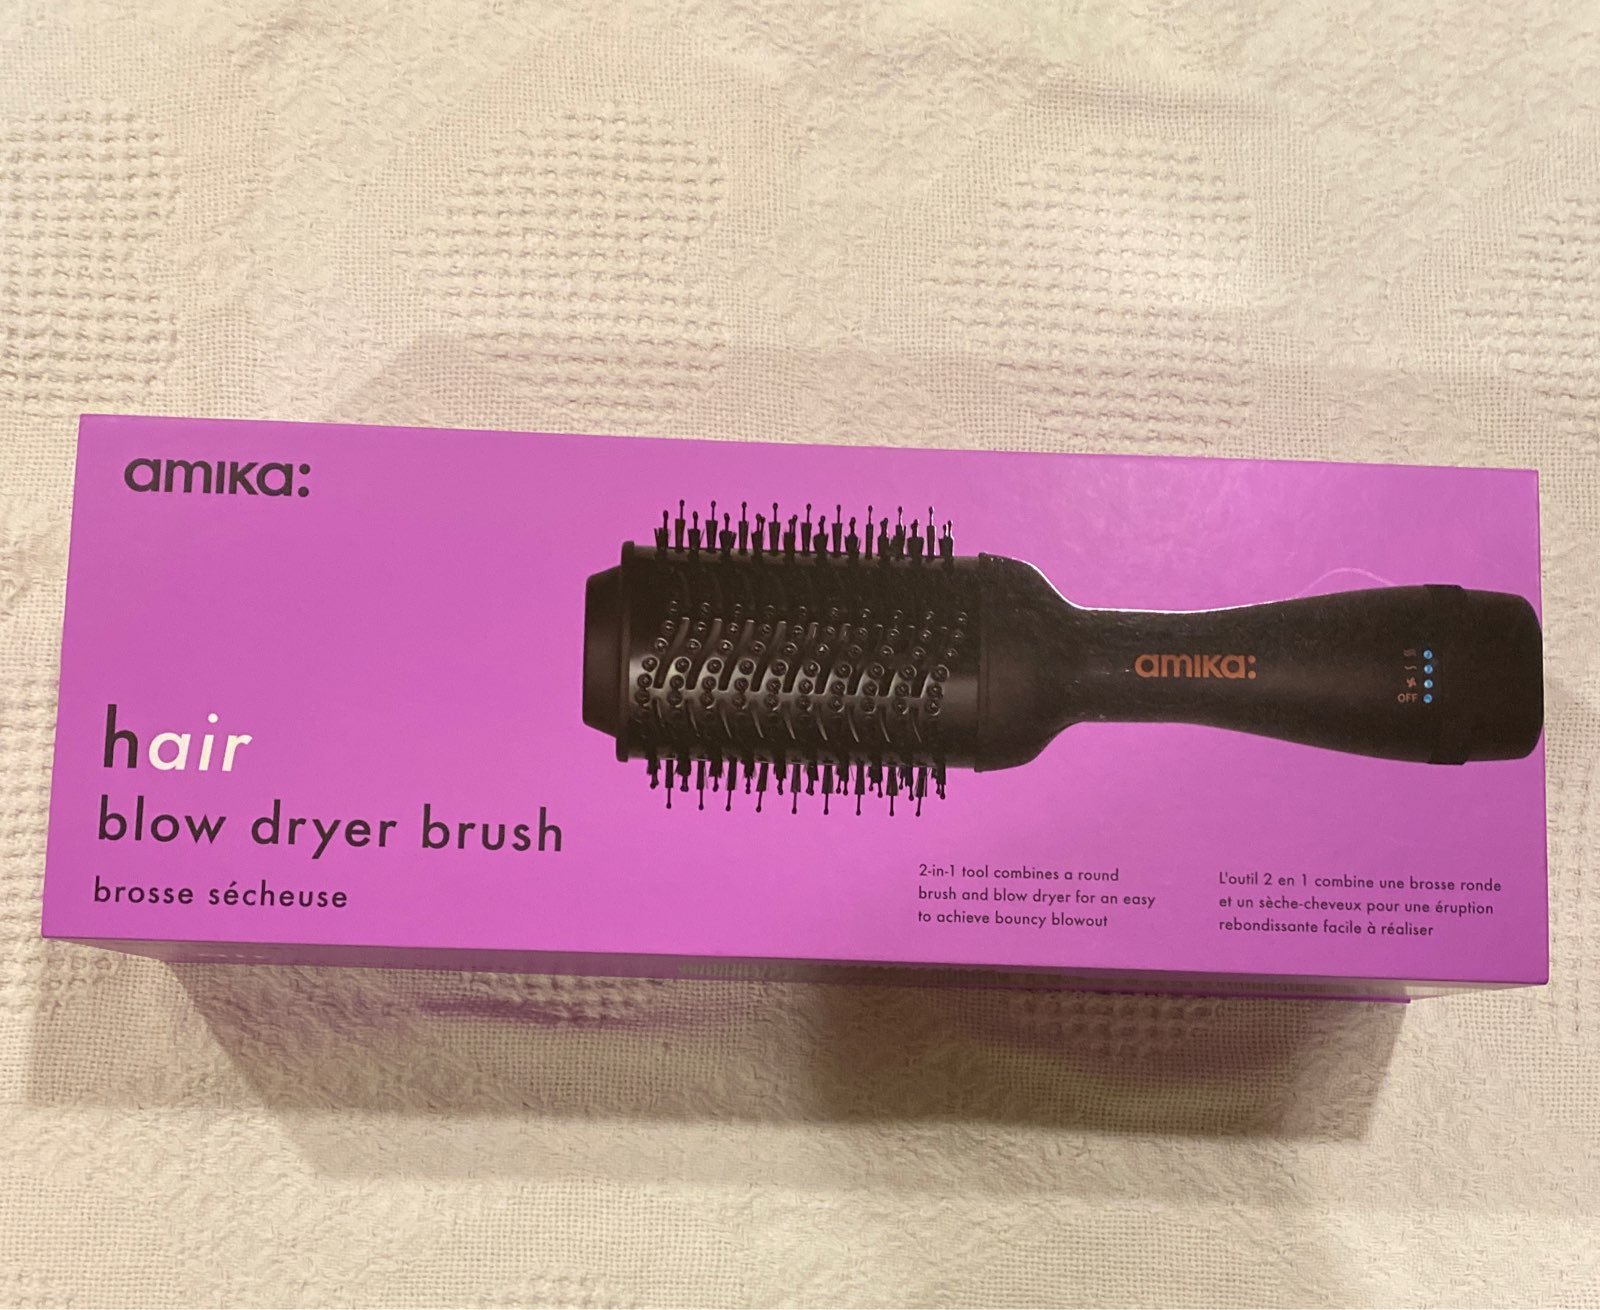 amika:
hair
blow dryer brush
brosse sécheuse
amika:
OFF
2-in-1 tool combines a round
brush and blow dryer for an easy
to achieve bouncy blowout
L'outil 2 en 1 combine une brosse ronde
et un sèche-cheveux pour une éruption
rebondissante facile à réaliser